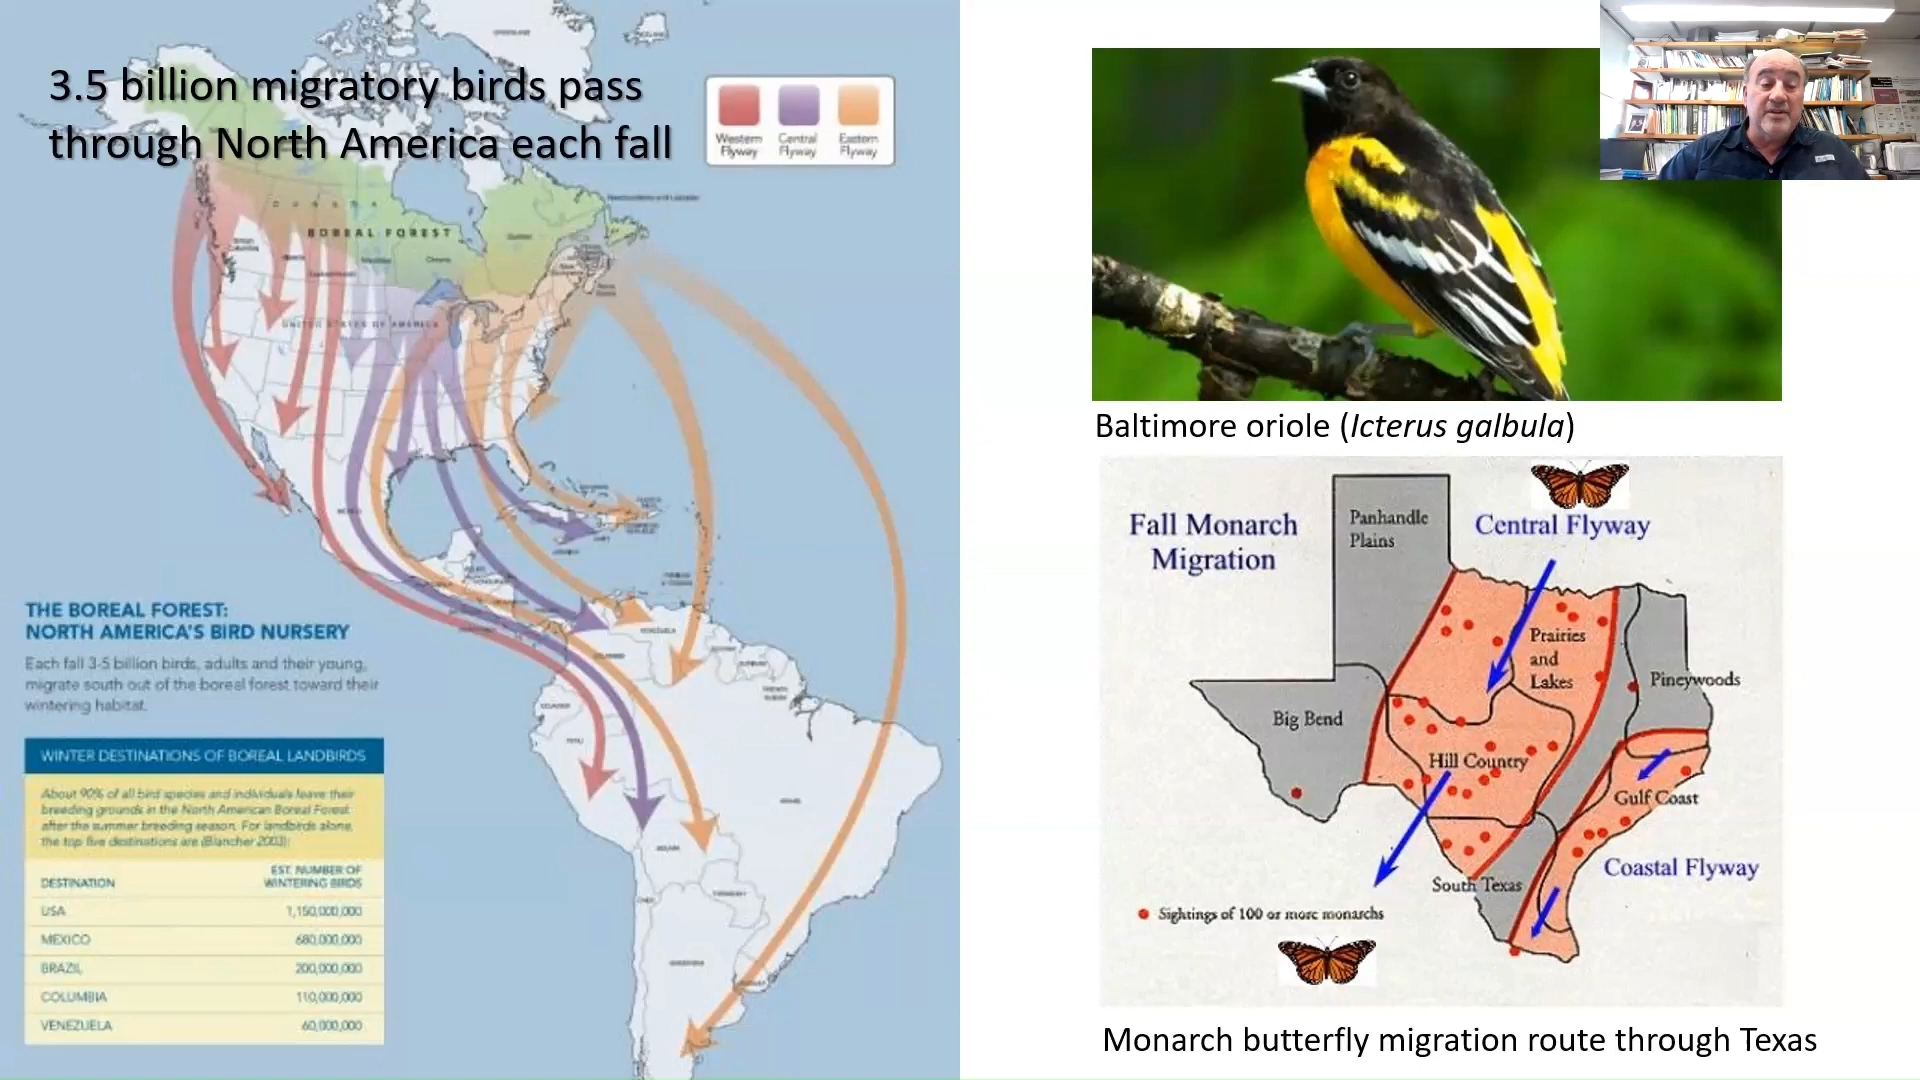 3.5 billion migratory birds pass
through North America each fall
Western
Flyway
Central
Flyway
Eastern
Flyway
CANADA
BOREAL FOREST
UNITED STATES OF AMERICA
THE BOREAL FOREST:
NORTH AMERICA'S BIRD NURSERY
Each fall 3-5 billion birds, adults and their young,
migrate south out of the boreal forest toward their
wintering habitat.
WINTER DESTINATIONS OF BOREAL LANDBIRDS
About 90% of all bird species and individuals leave their
breeding grounds in the North American Boreal Forest
after the summer breeding season. For landbirds alone,
the top five destinations are (Blancher 2003):
DESTINATION
EST. NUMBER OF
WINTERING BIRDS
USA 1,150,000,000
MEXICO 680,000,000
BRAZIL 200,000,000
COLUMBIA 110,000,000
VENEZUELA 60,000,000
Baltimore oriole (Icterus galbula)
Fall Monarch
Migration
Panhandle
Plains
Central Flyway
Prairies
and
Lakes
Pineywoods
Big Bend
Hill Country
Gulf Coast
Coastal Flyway
South Texas
Sightings of 100 or more monarchs
Monarch butterfly migration route through Texas